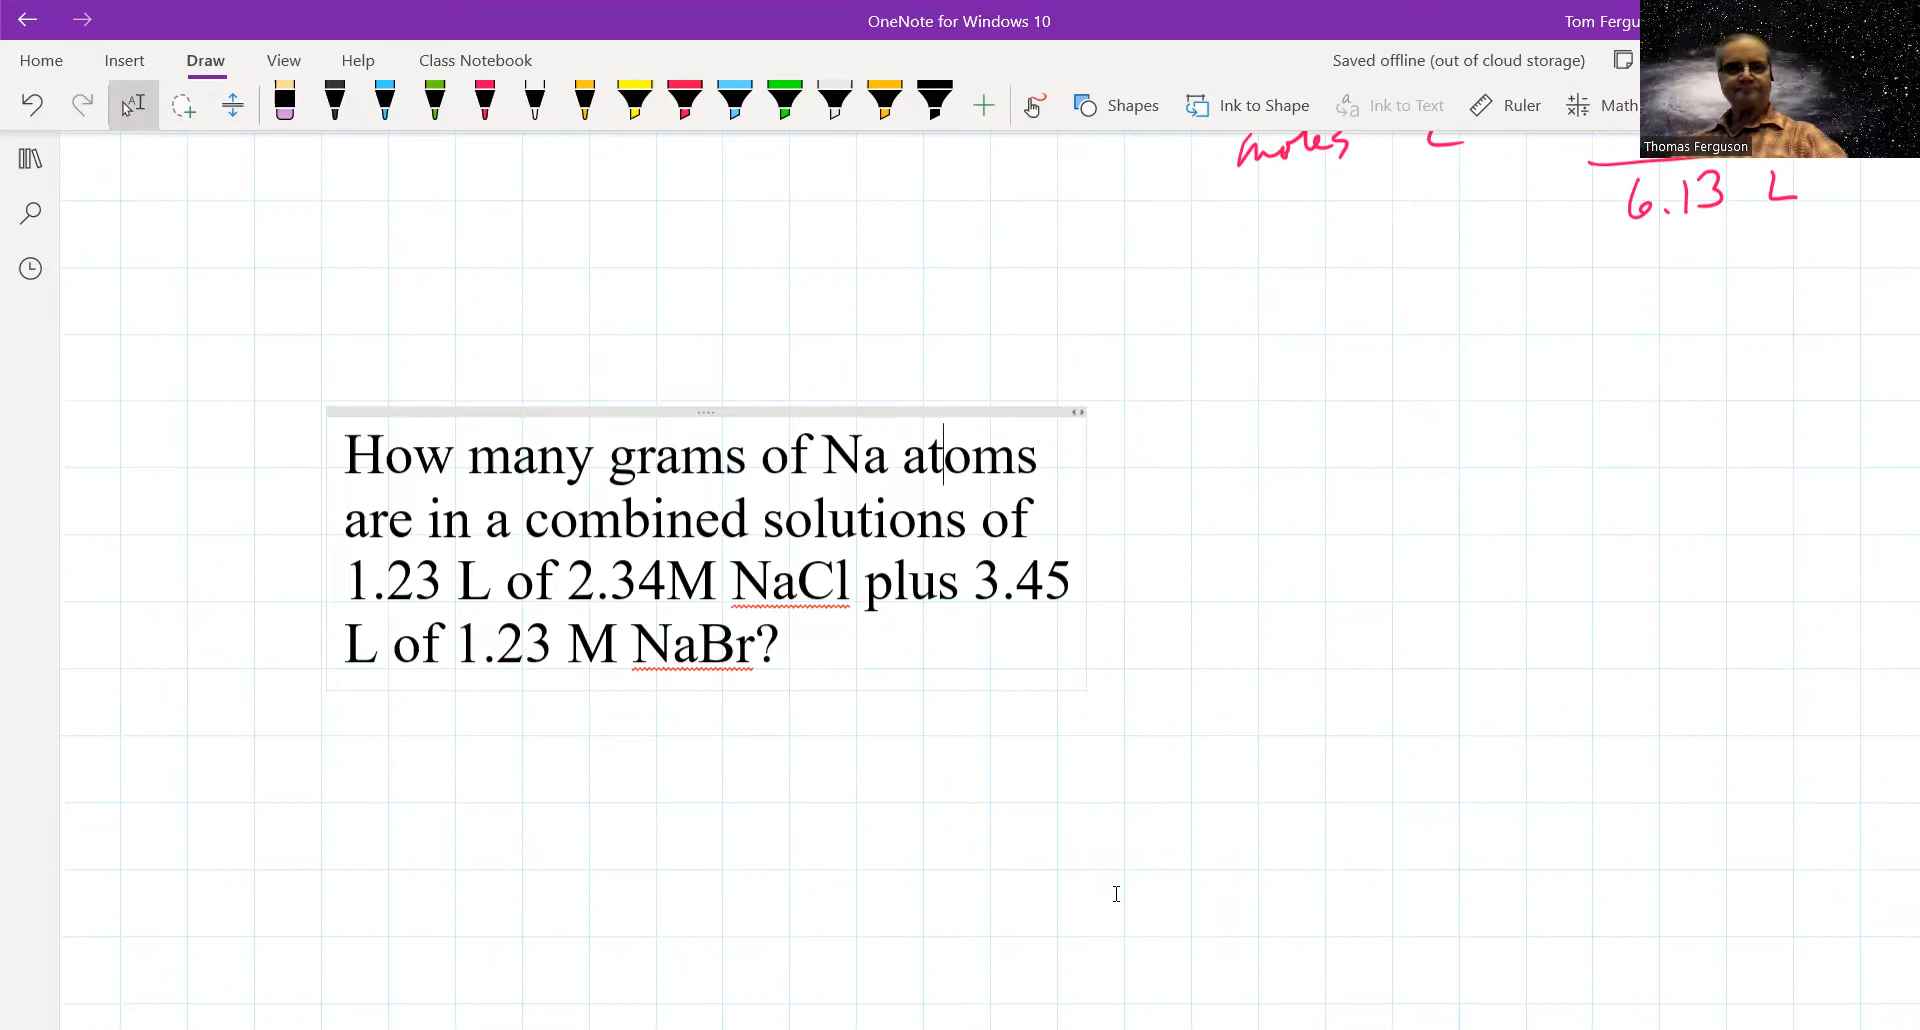 OneNote for Windows 10
Tom Fergu
Home Insert Draw View Help Class Notebook
Saved offline (out of cloud storage)
Shapes Ink to Shape Ink to Text Ruler Math
Thomas Ferguson
moles L
6.13 L
How many grams of Na atoms
are in a combined solutions of
1.23 L of 2.34M NaCl plus 3.45
L of 1.23 M NaBr?